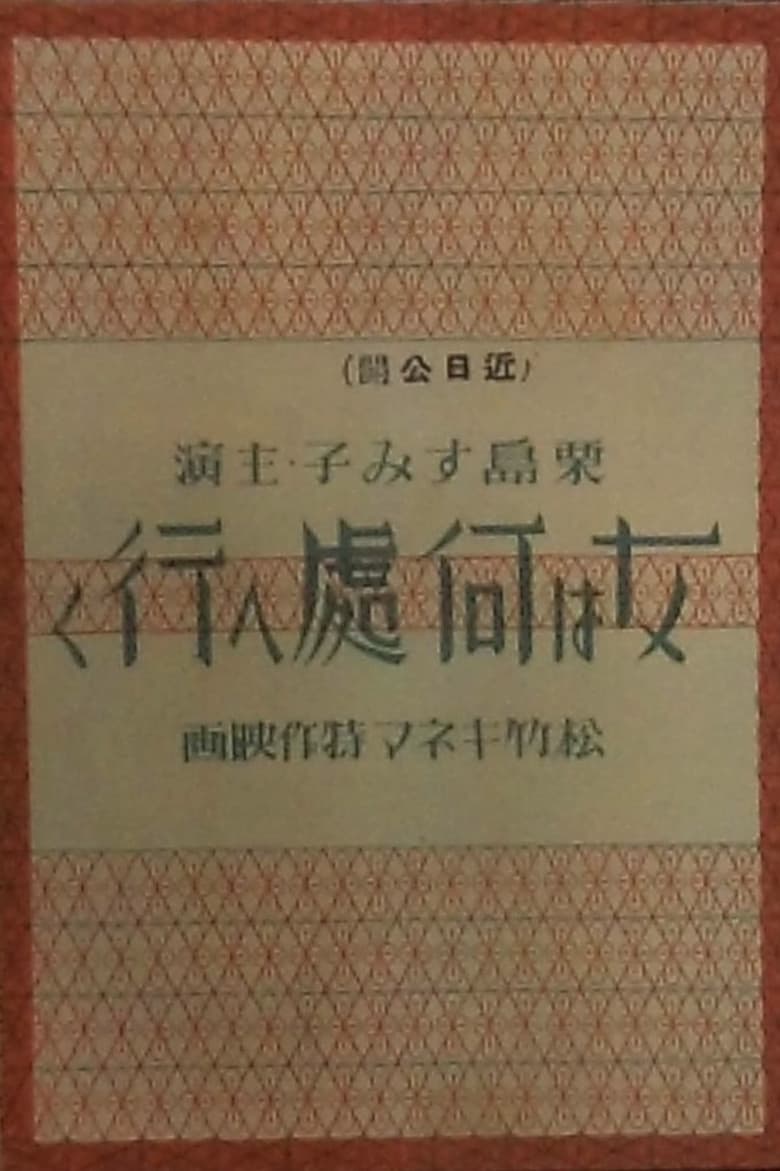 (近日公開)
栗島すみ子・主演
女は何處へ行く
松竹キネマ特作映画